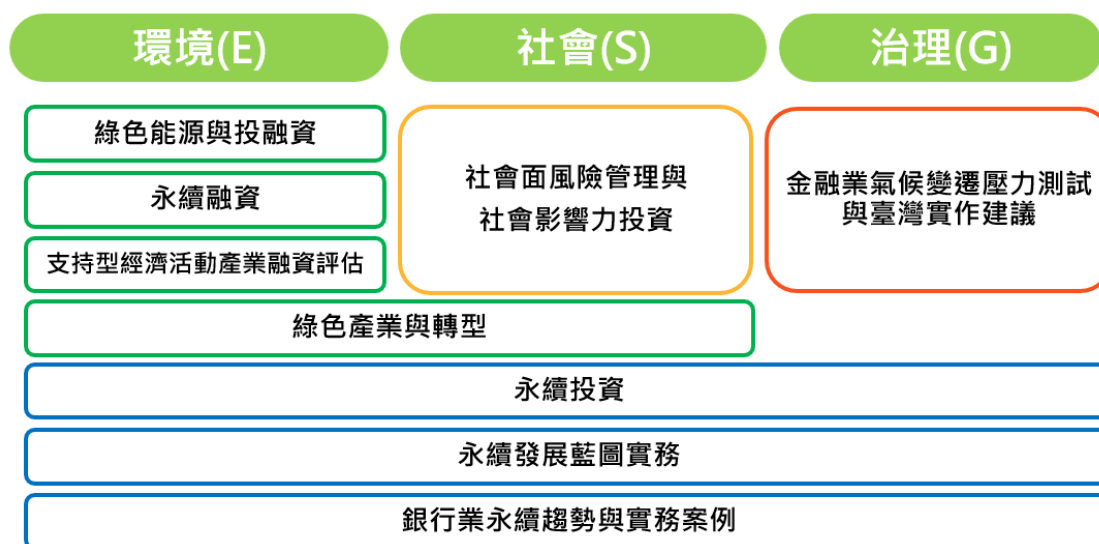 環境(E)
社會(S)
治理(G)
綠色能源與投融資
永續融資
支持型經濟活動產業融資評估
社會面風險管理與
社會影響力投資
金融業氣候變遷壓力測試
與臺灣實作建議
綠色產業與轉型
永續投資
永續發展藍圖實務
銀行業永續趨勢與實務案例